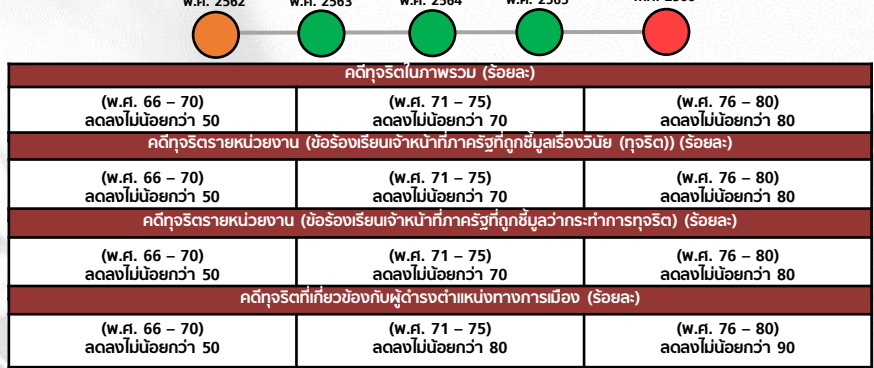 พ.ศ. 2562 พ.ศ. 2563 พ.ศ. 2564 พ.ศ. 2565
คดีทุจริตในภาพรวม (ร้อยละ)
(พ.ศ. 66 – 70) (พ.ศ. 71 – 75) (พ.ศ. 76 – 80)
ลดลงไม่น้อยกว่า 50 ลดลงไม่น้อยกว่า 70 ลดลงไม่น้อยกว่า 80
คดีทุจริตรายหน่วยงาน (ข้อร้องเรียนเจ้าหน้าที่ภาครัฐที่ถูกชี้มูลเรื่องวินัย (ทุจริต)) (ร้อยละ)
(พ.ศ. 66 – 70) (พ.ศ. 71 – 75) (พ.ศ. 76 – 80)
ลดลงไม่น้อยกว่า 50 ลดลงไม่น้อยกว่า 70 ลดลงไม่น้อยกว่า 80
คดีทุจริตรายหน่วยงาน (ข้อร้องเรียนเจ้าหน้าที่ภาครัฐที่ถูกชี้มูลว่ากระทำการทุจริต) (ร้อยละ)
(พ.ศ. 66 – 70) (พ.ศ. 71 – 75) (พ.ศ. 76 – 80)
ลดลงไม่น้อยกว่า 50 ลดลงไม่น้อยกว่า 70 ลดลงไม่น้อยกว่า 80
คดีทุจริตที่เกี่ยวข้องกับผู้ดำรงตำแหน่งทางการเมือง (ร้อยละ)
(พ.ศ. 66 – 70) (พ.ศ. 71 – 75) (พ.ศ. 76 – 80)
ลดลงไม่น้อยกว่า 50 ลดลงไม่น้อยกว่า 80 ลดลงไม่น้อยกว่า 90